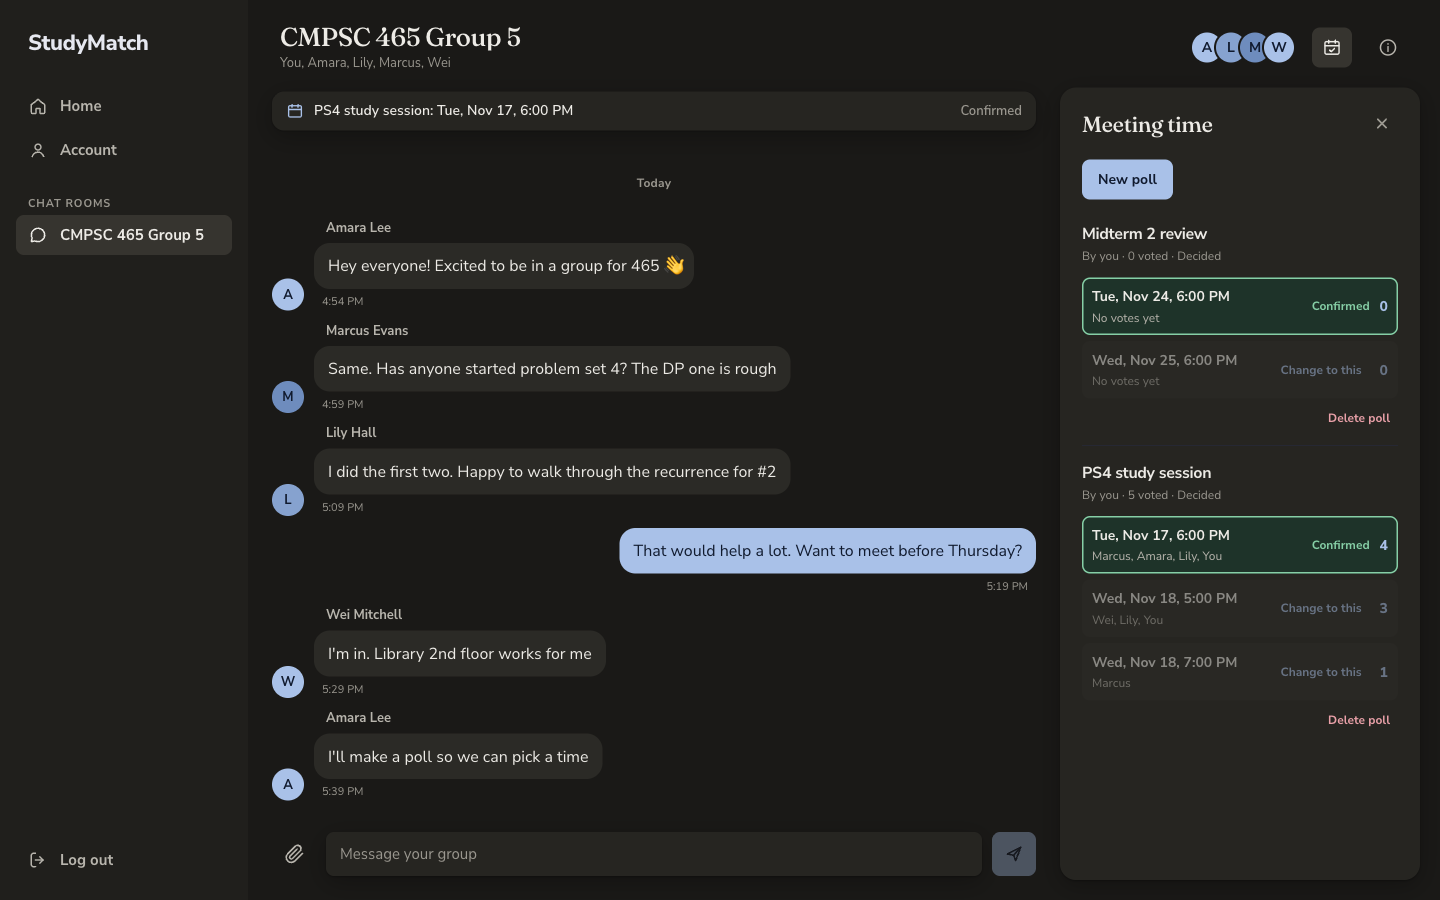 StudyMatch
Home
Account
CHAT ROOMS
CMPSC 465 Group 5
Log out
CMPSC 465 Group 5
You, Amara, Lily, Marcus, Wei
A L M W
PS4 study session: Tue, Nov 17, 6:00 PM Confirmed
Today
Amara Lee
Hey everyone! Excited to be in a group for 465 👋
A
4:54 PM
Marcus Evans
Same. Has anyone started problem set 4? The DP one is rough
M
4:59 PM
Lily Hall
I did the first two. Happy to walk through the recurrence for #2
L
5:09 PM
That would help a lot. Want to meet before Thursday?
5:19 PM
Wei Mitchell
I'm in. Library 2nd floor works for me
W
5:29 PM
Amara Lee
I'll make a poll so we can pick a time
A
5:39 PM
Message your group
Meeting time
New poll
Midterm 2 review
By you · 0 voted · Decided
Tue, Nov 24, 6:00 PM
No votes yet
Confirmed 0
Wed, Nov 25, 6:00 PM
No votes yet
Change to this 0
Delete poll
PS4 study session
By you · 5 voted · Decided
Tue, Nov 17, 6:00 PM
Marcus, Amara, Lily, You
Confirmed 4
Wed, Nov 18, 5:00 PM
Wei, Lily, You
Change to this 3
Wed, Nov 18, 7:00 PM
Marcus
Change to this 1
Delete poll